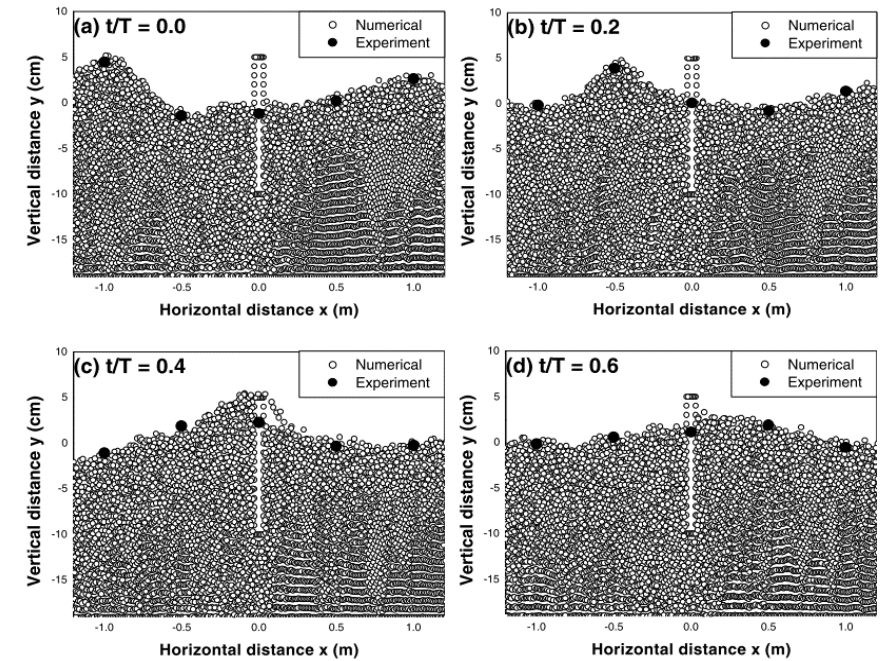 (a) t/T = 0.0
Numerical
Experiment
10
5
0
-5
-10
-15
Vertical distance y (cm)
-1.0 -0.5 0.0 0.5 1.0
Horizontal distance x (m)
(b) t/T = 0.2
Numerical
Experiment
10
5
0
-5
-10
-15
Vertical distance y (cm)
-1.0 -0.5 0.0 0.5 1.0
Horizontal distance x (m)
(c) t/T = 0.4
Numerical
Experiment
10
5
0
-5
-10
-15
Vertical distance y (cm)
-1.0 -0.5 0.0 0.5 1.0
Horizontal distance x (m)
(d) t/T = 0.6
Numerical
Experiment
10
5
0
-5
-10
-15
Vertical distance y (cm)
-1.0 -0.5 0.0 0.5 1.0
Horizontal distance x (m)